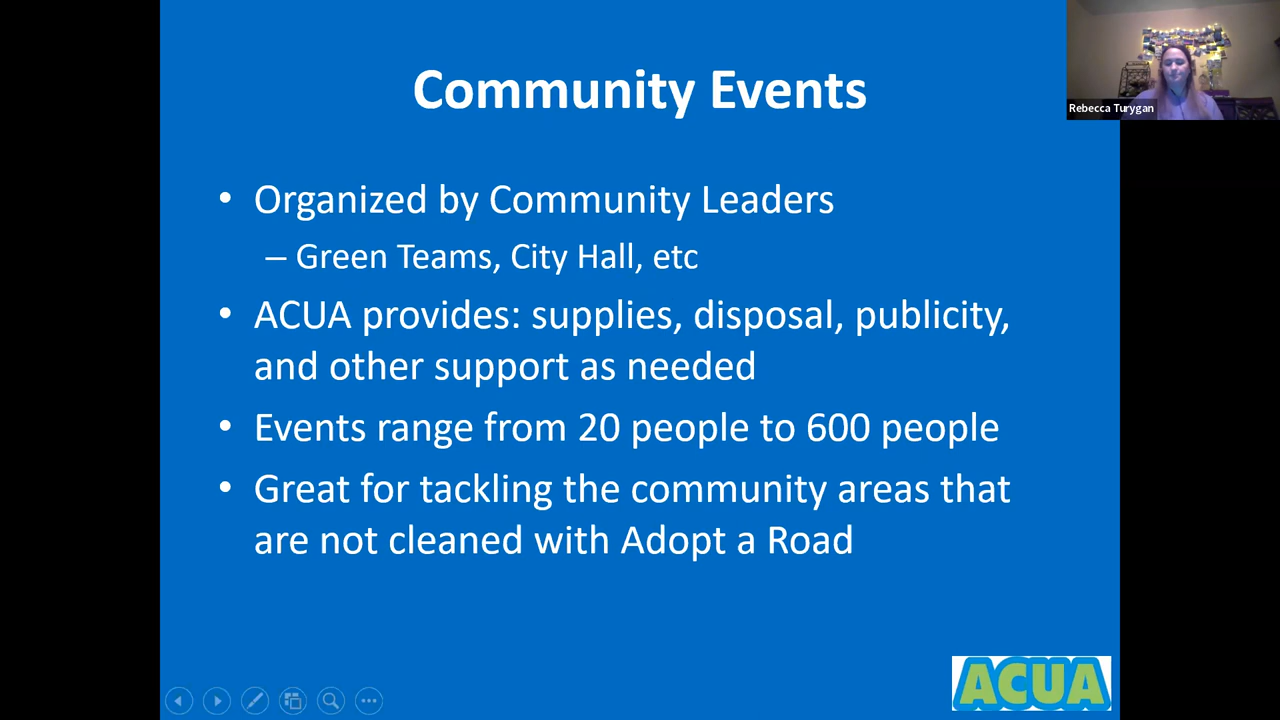 Community Events
Rebecca Turygan
• Organized by Community Leaders
– Green Teams, City Hall, etc
• ACUA provides: supplies, disposal, publicity,
and other support as needed
• Events range from 20 people to 600 people
• Great for tackling the community areas that
are not cleaned with Adopt a Road
ACUA